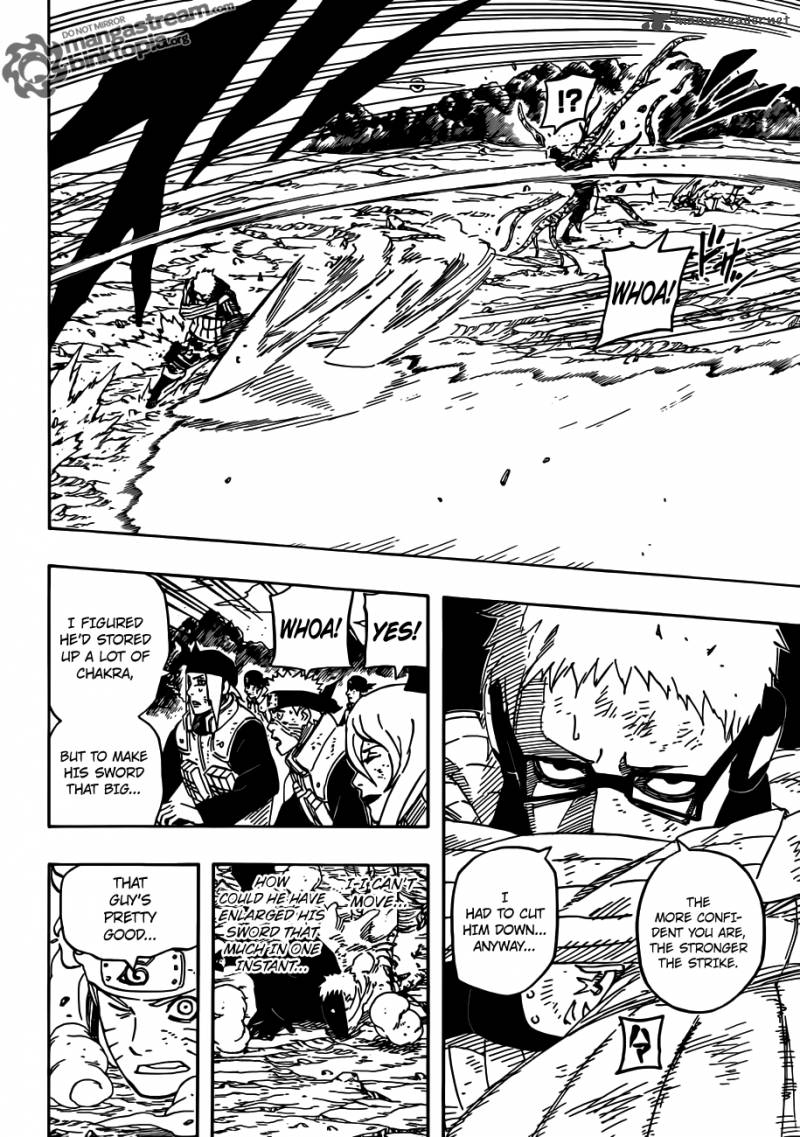 DO NOT MIRROR
mangastream.com
binktopia.org
mangareader.net
!?
WHOA!
THE
MORE CONFI-
DENT YOU ARE,
THE STRONGER
THE STRIKE.
I
HAD TO CUT
HIM DOWN...
ANYWAY...
YES!
WHOA!
I FIGURED
HE'D STORED
UP A LOT OF
CHAKRA,
BUT TO MAKE
HIS SWORD
THAT BIG...
I-I CAN'T
MOVE...
HOW
COULD HE HAVE
ENLARGED HIS
SWORD THAT
MUCH IN ONE
INSTANT...
THAT
GUY'S
PRETTY
GOOD...